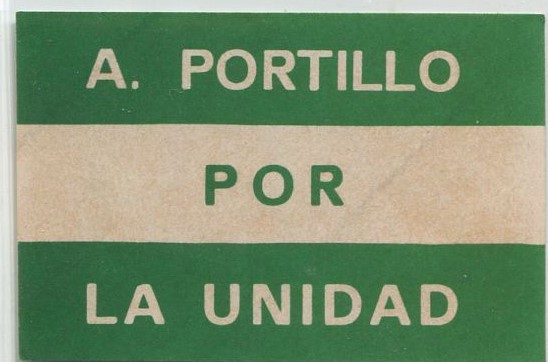 A. PORTILLO
POR
LA UNIDAD